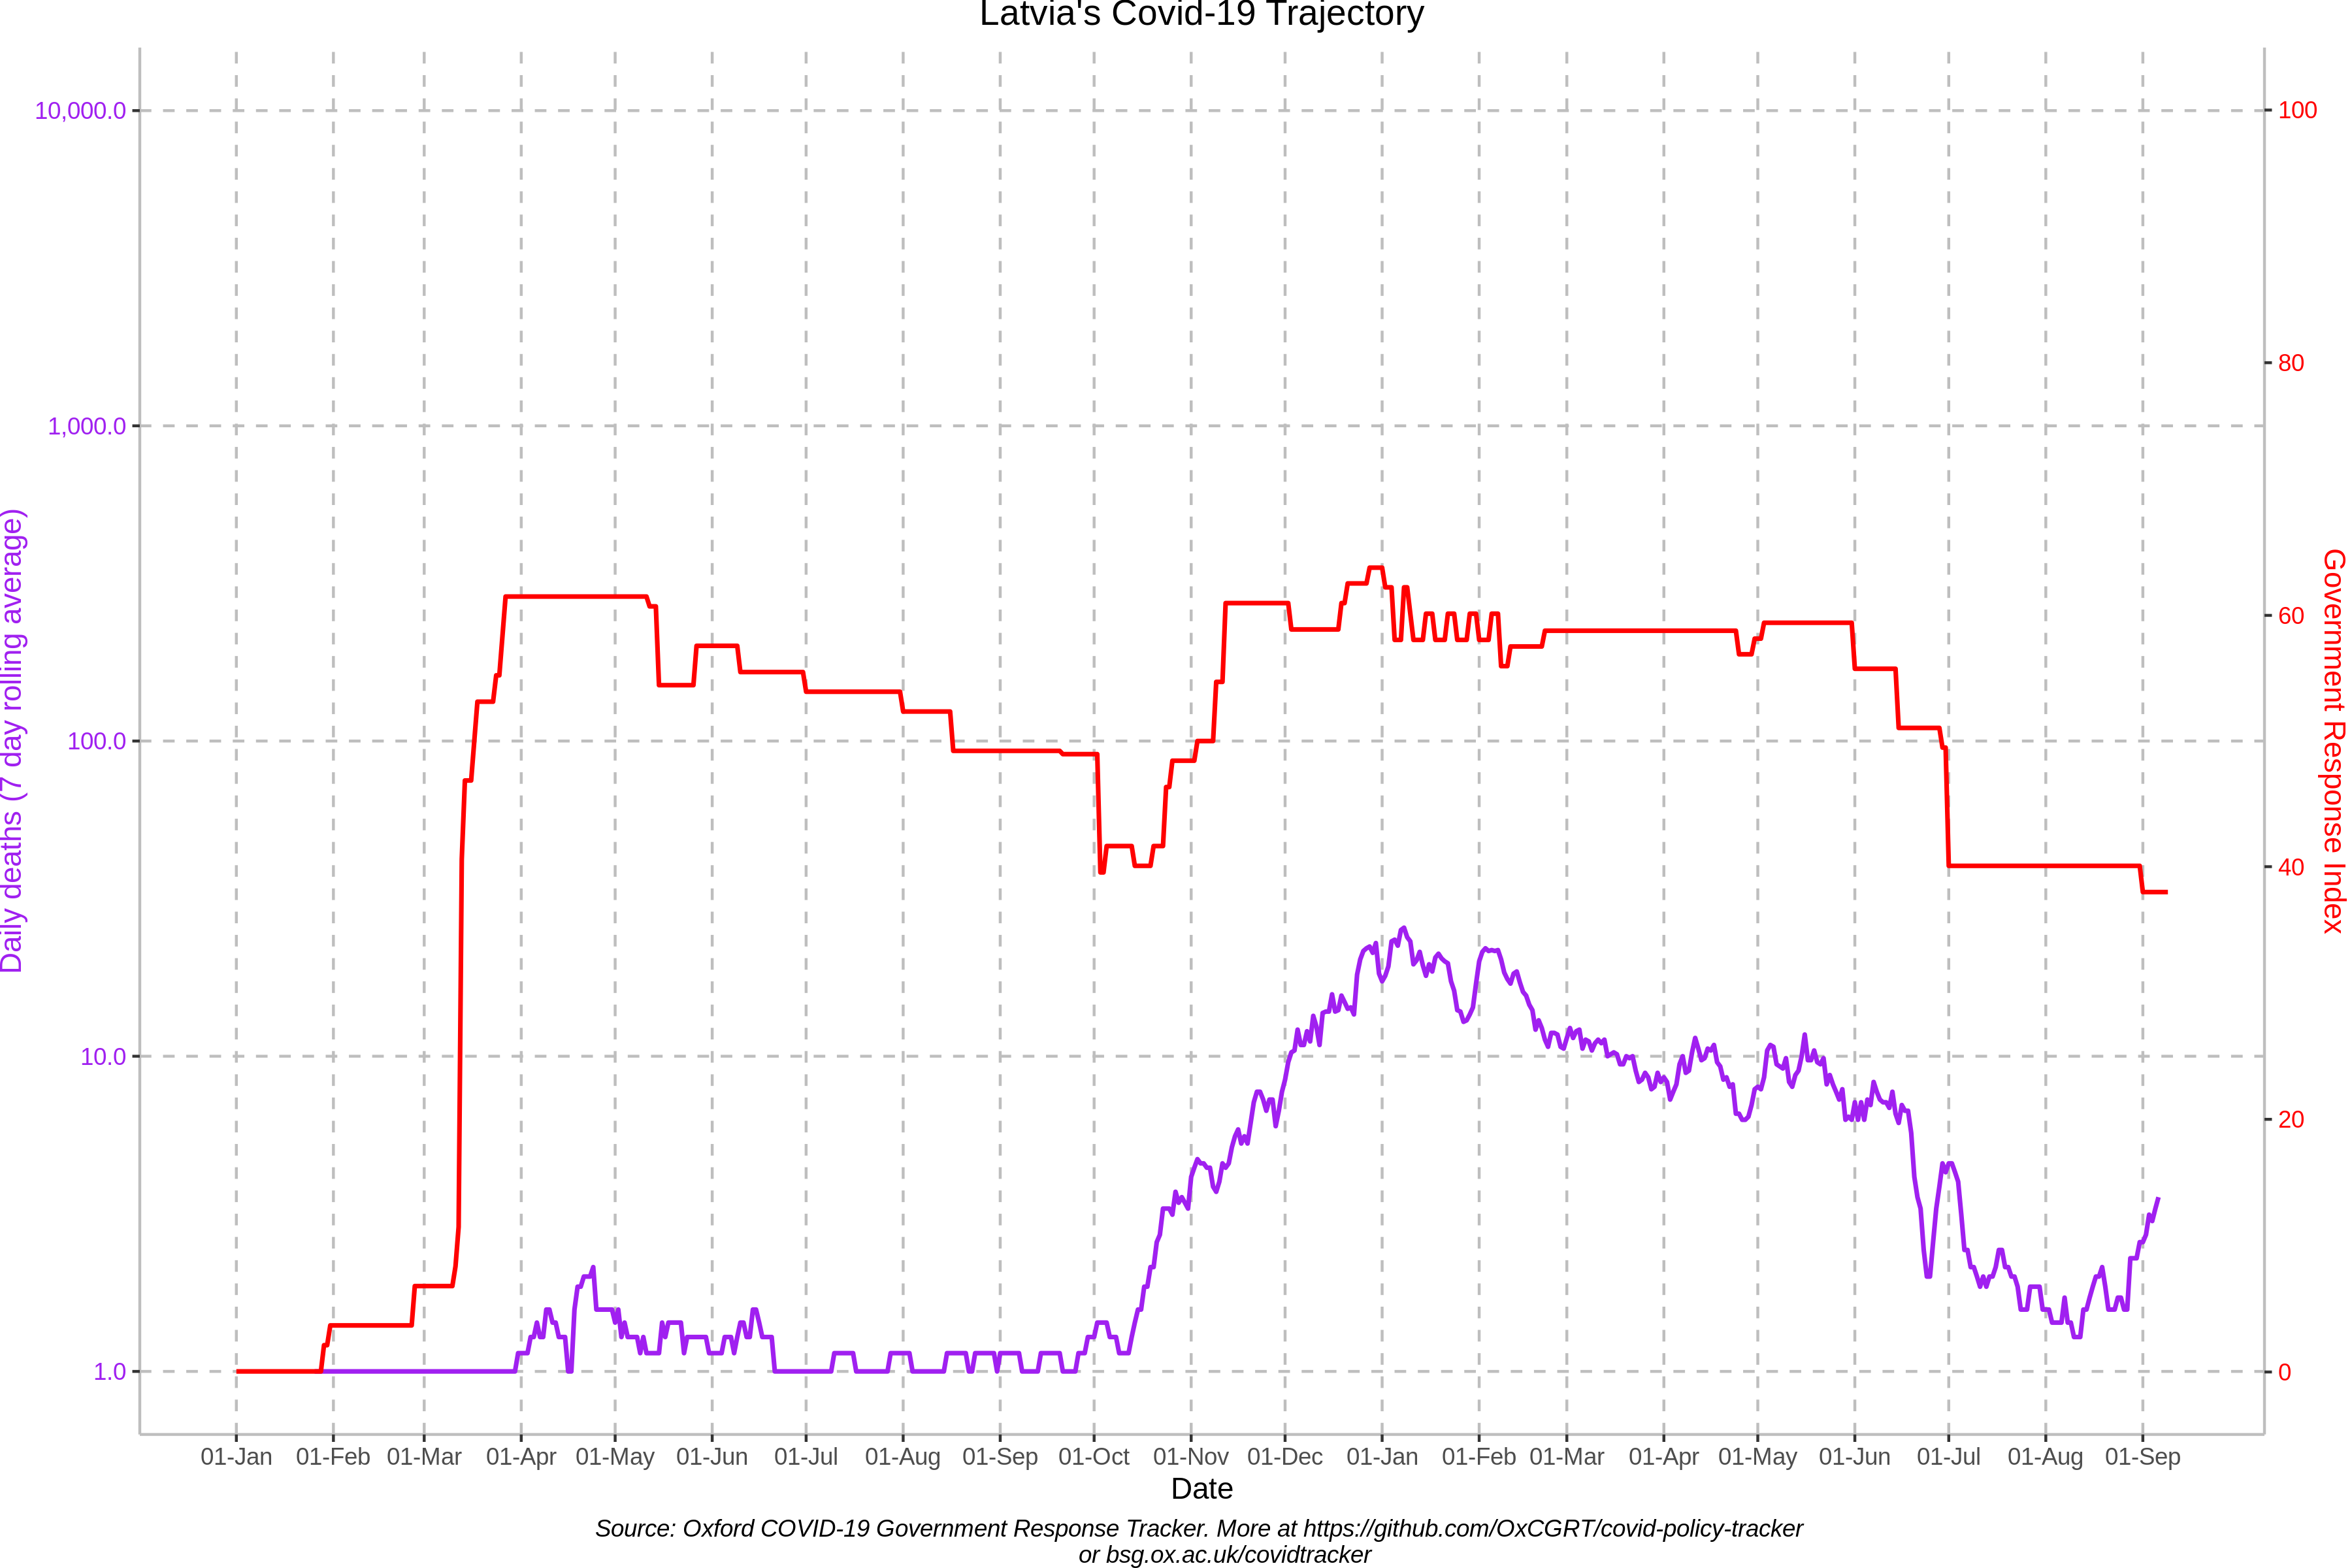 Latvia's Covid-19 Trajectory
10,000.0
1,000.0
100.0
10.0
1.0
Daily deaths (7 day rolling average)
100
80
60
40
20
0
Government Response Index
01-Jan 01-Feb 01-Mar 01-Apr 01-May 01-Jun 01-Jul 01-Aug 01-Sep 01-Oct 01-Nov 01-Dec 01-Jan 01-Feb 01-Mar 01-Apr 01-May 01-Jun 01-Jul 01-Aug 01-Sep
Date
Source: Oxford COVID-19 Government Response Tracker. More at https://github.com/OxCGRT/covid-policy-tracker
or bsg.ox.ac.uk/covidtracker